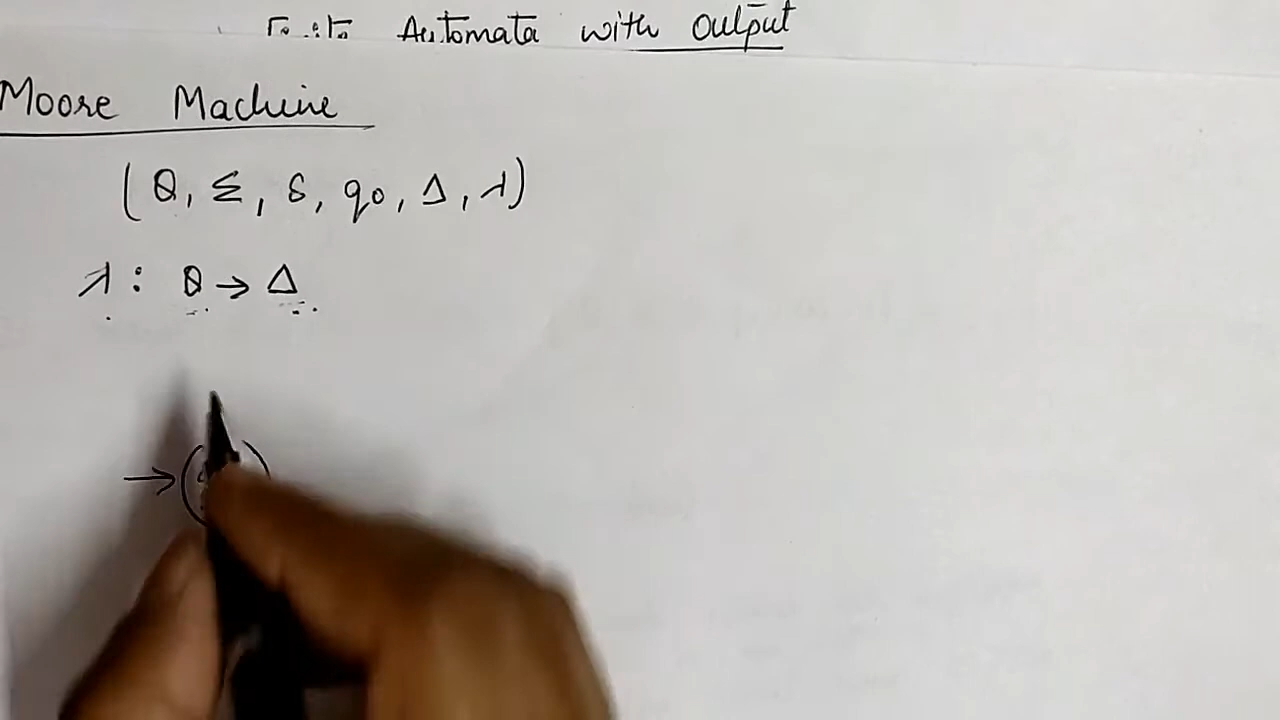 Automata with Output
Moore Machine
(Q, Σ, δ, q0, Δ, λ)
λ : Q → Δ
→